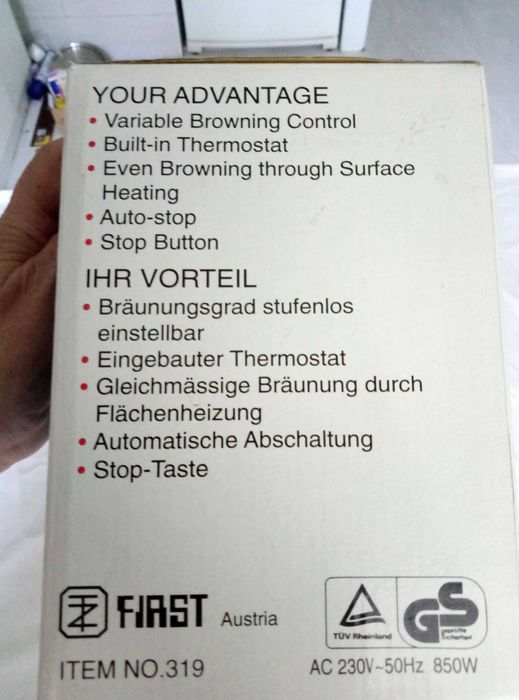 YOUR ADVANTAGE
• Variable Browning Control
• Built-in Thermostat
• Even Browning through Surface
Heating
• Auto-stop
• Stop Button
IHR VORTEIL
• Bräunungsgrad stufenlos
einstellbar
• Eingebauter Thermostat
• Gleichmässige Bräunung durch
Flächenheizung
• Automatische Abschaltung
• Stop-Taste
FIRST Austria
TÜV Rheinland
GS
geprüfte
Sicherheit
ITEM NO.319
AC 230V~50Hz 850W